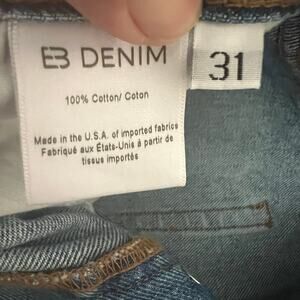 EB DENIM
31
100% Cotton/ Coton
Made in the U.S.A. of imported fabrics
Fabriqué aux États-Unis à partir de
tissus importés